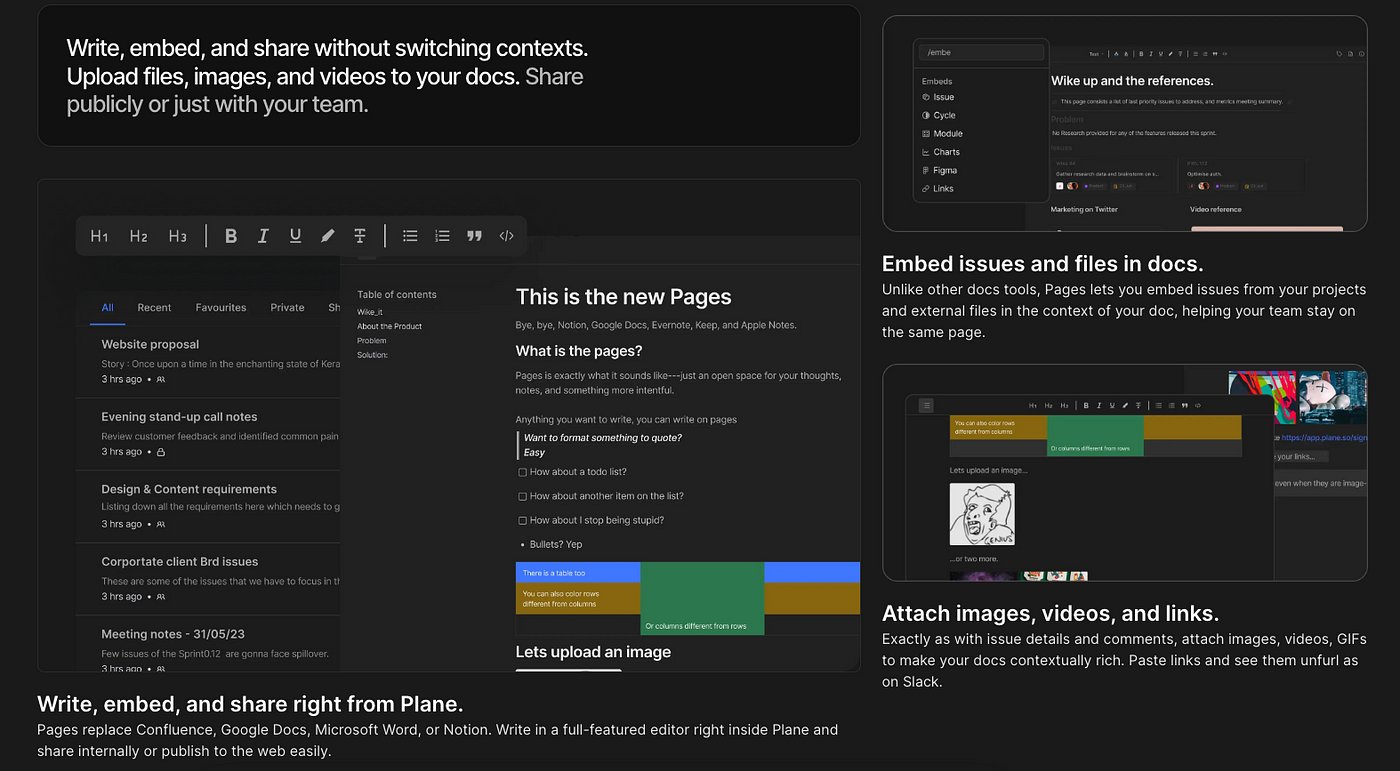 Write, embed, and share without switching contexts.
Upload files, images, and videos to your docs. Share
publicly or just with your team.
H1 H2 H3 B I U T
All Recent Favourites Private Sh
Website proposal
Story : Once upon a time in the enchanting state of Kera
3 hrs ago •
Evening stand-up call notes
Review customer feedback and identified common pain
3 hrs ago •
Design & Content requirements
Listing down all the requirements here which needs to g
3 hrs ago •
Corportate client Brd issues
These are some of the issues that we have to focus in th
3 hrs ago •
Meeting notes - 31/05/23
Few issues of the Sprint0.12 are gonna face spillover.
3 hrs ago •
Table of contents
Wike_it
About the Product
Problem
Solution:
This is the new Pages
Bye, bye, Notion, Google Docs, Evernote, Keep, and Apple Notes.
What is the pages?
Pages is exactly what it sounds like---just an open space for your thoughts,
notes, and something more intentful.
Anything you want to write, you can write on pages
Want to format something to quote?
Easy
How about a todo list?
How about another item on the list?
How about I stop being stupid?
• Bullets? Yep
There is a table too
You can also color rows
different from columns
Or columns different from rows
Lets upload an image
Write, embed, and share right from Plane.
Pages replace Confluence, Google Docs, Microsoft Word, or Notion. Write in a full-featured editor right inside Plane and
share internally or publish to the web easily.
/embe
Embeds
Issue
Cycle
Module
Charts
Figma
Links
Text B I U T
Wike up and the references.
This page consists a list of last priority issues to address, and metrics meeting summary.
Problem
No Research provided for any of the features released this sprint.
Issues
Gather research data and brainstorm on s...
Optimise auth.
Marketing on Twitter
Video reference
Embed issues and files in docs.
Unlike other docs tools, Pages lets you embed issues from your projects
and external files in the context of your doc, helping your team stay on
the same page.
H1 H2 H3 B I U T
You can also color rows
different from columns
Or columns different from rows
Lets upload an image...
GENIUS
...or two more.
https://app.plane.so/sign
your links...
even when they are image-
Attach images, videos, and links.
Exactly as with issue details and comments, attach images, videos, GIFs
to make your docs contextually rich. Paste links and see them unfurl as
on Slack.